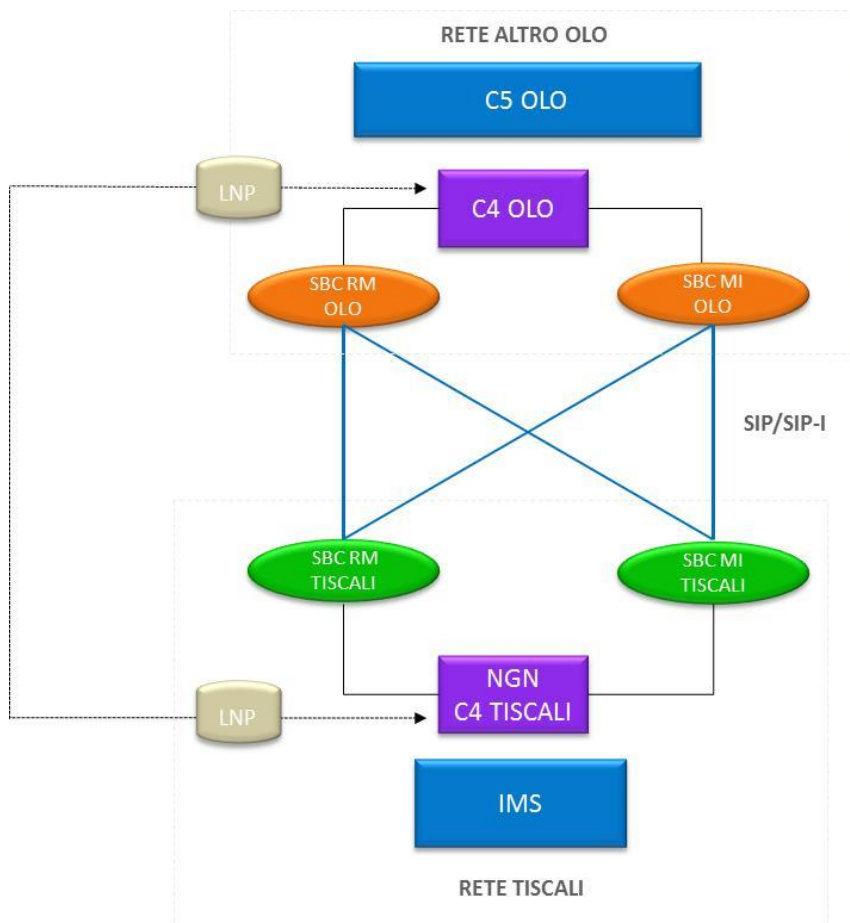 RETE ALTRO OLO
C5 OLO
LNP
C4 OLO
SBC RM
OLO
SBC MI
OLO
SIP/SIP-I
SBC RM
TISCALI
SBC MI
TISCALI
NGN
C4 TISCALI
LNP
IMS
RETE TISCALI